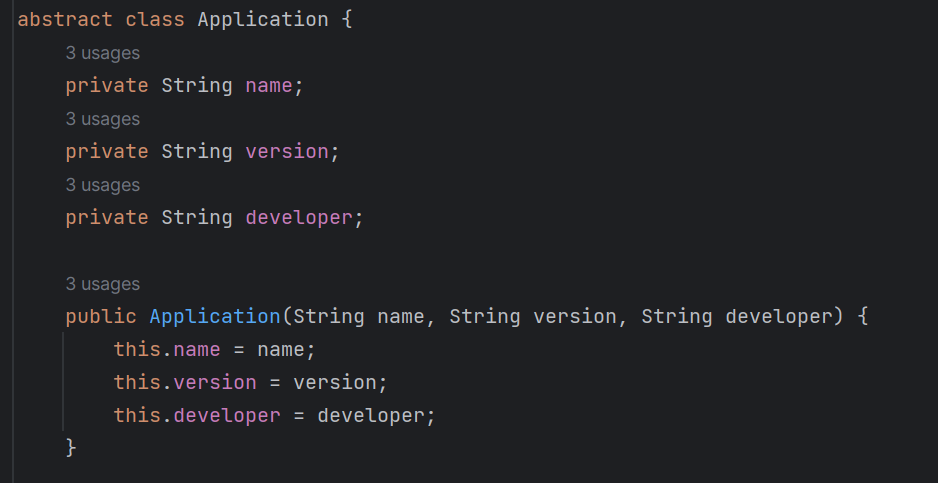 abstract class Application {
3 usages
private String name;
3 usages
private String version;
3 usages
private String developer;
3 usages
public Application(String name, String version, String developer) {
this.name = name;
this.version = version;
this.developer = developer;
}